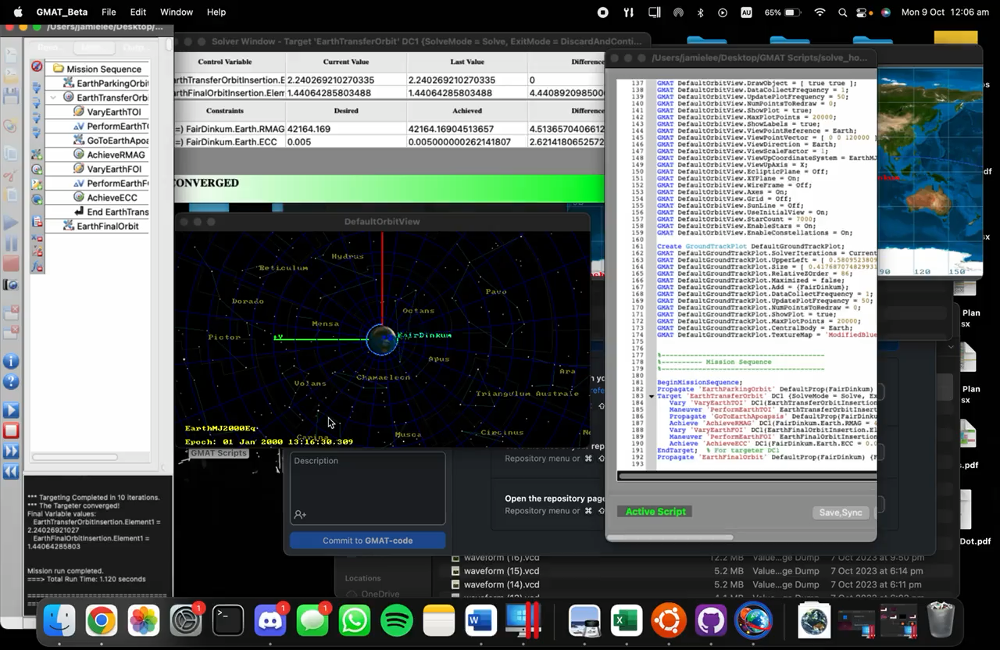 GMAT_Beta File Edit Window Help
AU 65% Mon 9 Oct 12:06 am
/Users/jamielee/Desktop/...
Mission Sequence
EarthParkingOrbi
EarthTransferOrbi
VaryEarthTOI
PerformEarthT
GoToEarthApoa
AchieveRMAG
VaryEarthFOI
PerformEarthF
AchieveECC
End EarthTrans
EarthFinalOrbit
*** Targeting Completed in 10 iterations.
*** The Targeter converged!
Final Variable values:
EarthTransferOrbitInsertion.Element1 =
2.24026921027
EarthFinalOrbitInsertion.Element1 =
1.44064285803
Mission run completed.
===> Total Run Time: 1.120 seconds
Solver Window - Target 'EarthTransferOrbit' DC1 {SolveMode = Solve, ExitMode = DiscardAndConti...
Control Variable Current Value Last Value Difference
arthTransferOrbitInsertion.E 2.240269210270335 2.240269210270335 0
arthFinalOrbitInsertion.Elem 1.44064285803488 1.44064285803488 4.4408920985000
Constraints Desired Achieved Difference
=) FairDinkum.Earth.RMAG 42164.169 42164.16904513657 4.5136570406612
=) FairDinkum.Earth.ECC 0.005 0.005000000262141807 2.6214180652572
CONVERGED
DefaultOrbitView
Hydrus
Reticulum
Pavo
Dorado
Octans
Mensa
Pictor
+Y
FairDinkum
Apus
Ara
Chamaeleon
Volans
Triangulum Australe
Carina
Musca
Circinus
EarthMJ2000Eq
Epoch: 01 Jan 2000 13:16:30.309
GMAT Scripts
Description
Commit to GMAT-code
Repository menu or ⌘
Open the repository page
Repository menu or ⌘
Locations
OneDrive
waveform (16).vcd 12.2 MB Value...ge Dump 7 Oct 2023 at 9:50 pm
waveform (15).vcd 5.2 MB Value...ge Dump 7 Oct 2023 at 6:14 pm
waveform (14).vcd 5.2 MB Value...ge Dump 7 Oct 2023 at 6:11 pm
/Users/jamielee/Desktop/GMAT Scripts/solve_ho...
137 GMAT DefaultOrbitView.DrawObject = [ true true ];
138 GMAT DefaultOrbitView.DataCollectFrequency = 1;
139 GMAT DefaultOrbitView.UpdatePlotFrequency = 50;
140 GMAT DefaultOrbitView.NumPointsToRedraw = 0;
141 GMAT DefaultOrbitView.ShowPlot = true;
142 GMAT DefaultOrbitView.MaxPlotPoints = 20000;
143 GMAT DefaultOrbitView.ShowLabels = true;
144 GMAT DefaultOrbitView.ViewPointReference = Earth;
145 GMAT DefaultOrbitView.ViewPointVector = [ 0 0 120000 ]
146 GMAT DefaultOrbitView.ViewDirection = Earth;
147 GMAT DefaultOrbitView.ViewScaleFactor = 1;
148 GMAT DefaultOrbitView.ViewUpCoordinateSystem = EarthMJ
149 GMAT DefaultOrbitView.ViewUpAxis = X;
150 GMAT DefaultOrbitView.EclipticPlane = Off;
151 GMAT DefaultOrbitView.XYPlane = On;
152 GMAT DefaultOrbitView.WireFrame = Off;
153 GMAT DefaultOrbitView.Axes = On;
154 GMAT DefaultOrbitView.Grid = Off;
155 GMAT DefaultOrbitView.SunLine = Off;
156 GMAT DefaultOrbitView.UseInitialView = On;
157 GMAT DefaultOrbitView.StarCount = 7000;
158 GMAT DefaultOrbitView.EnableStars = On;
159 GMAT DefaultOrbitView.EnableConstellations = On;
160
161 Create GroundTrackPlot DefaultGroundTrackPlot;
162 GMAT DefaultGroundTrackPlot.SolverIterations = Current
163 GMAT DefaultGroundTrackPlot.UpperLeft = [ 0.5809523809
164 GMAT DefaultGroundTrackPlot.Size = [ 0.417687074829931
165 GMAT DefaultGroundTrackPlot.RelativeZOrder = 86;
166 GMAT DefaultGroundTrackPlot.Maximized = false;
167 GMAT DefaultGroundTrackPlot.Add = {FairDinkum};
168 GMAT DefaultGroundTrackPlot.DataCollectFrequency = 1;
169 GMAT DefaultGroundTrackPlot.UpdatePlotFrequency = 50;
170 GMAT DefaultGroundTrackPlot.NumPointsToRedraw = 0;
171 GMAT DefaultGroundTrackPlot.ShowPlot = true;
172 GMAT DefaultGroundTrackPlot.MaxPlotPoints = 20000;
173 GMAT DefaultGroundTrackPlot.CentralBody = Earth;
174 GMAT DefaultGroundTrackPlot.TextureMap = 'ModifiedBlue
175
176
177 %----------------------------------------
178 %---------- Mission Sequence
179 %----------------------------------------
180
181 BeginMissionSequence;
182 Propagate 'EarthParkingOrbit' DefaultProp(FairDinkum)
183 Target 'EarthTransferOrbit' DC1 {SolveMode = Solve, Ex
184 Vary 'VaryEarthTOI' DC1(EarthTransferOrbitInsertion
185 Maneuver 'PerformEarthTOI' EarthTransferOrbitInsert
186 Propagate 'GoToEarthApoapsis' DefaultProp(FairDinku
187 Achieve 'AchieveRMAG' DC1(FairDinkum.Earth.RMAG = 4
188 Vary 'VaryEarthFOI' DC1(EarthFinalOrbitInsertion.El
189 Maneuver 'PerformEarthFOI' EarthFinalOrbitInsertion
190 Achieve 'AchieveECC' DC1(FairDinkum.Earth.ECC = 0.0
191 EndTarget; % For targeter DC1
192 Propagate 'EarthFinalOrbit' DefaultProp(FairDinkum) {F
193
Active Script
Save,Sync
90 120 150
Plan
sx
Plan
s.pdf
Dot.pdf